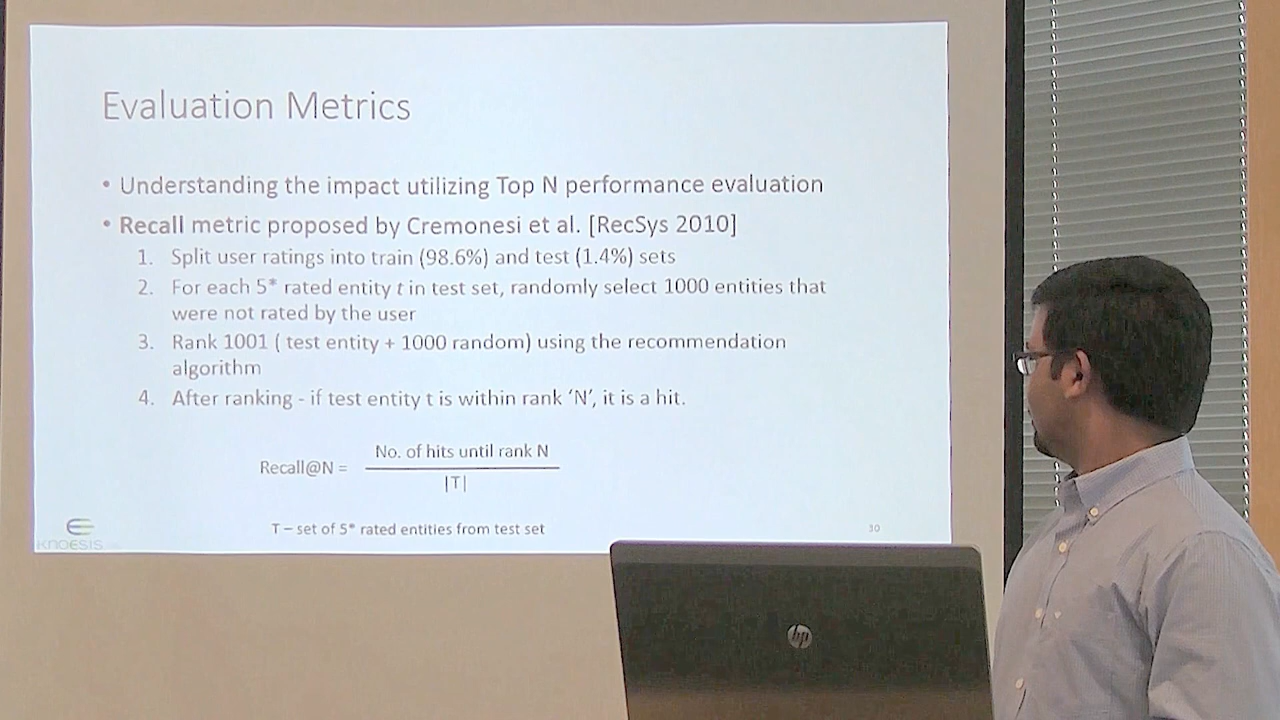 Evaluation Metrics
• Understanding the impact utilizing Top N performance evaluation
• Recall metric proposed by Cremonesi et al. [RecSys 2010]
1. Split user ratings into train (98.6%) and test (1.4%) sets
2. For each 5* rated entity t in test set, randomly select 1000 entities that
were not rated by the user
3. Rank 1001 ( test entity + 1000 random) using the recommendation
algorithm
4. After ranking - if test entity t is within rank ‘N’, it is a hit.
Recall@N = No. of hits until rank N
|T|
T – set of 5* rated entities from test set
KNOESIS
30
hp